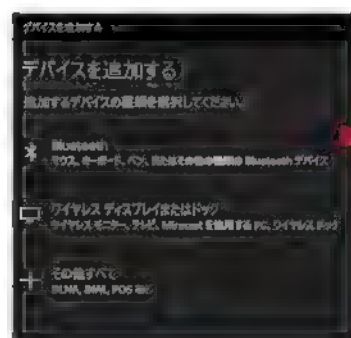 デバイスを追加する
デバイスを追加する
追加するデバイスの種類を選択してください。
Bluetooth
マウス、キーボード、ペン、またはその他の種類の Bluetooth デバイス
ワイヤレス ディスプレイまたはドック
ワイヤレス モニター、テレビ、Miracast を使用する PC、ワイヤレス ドック
その他すべて
DLNA, POS など